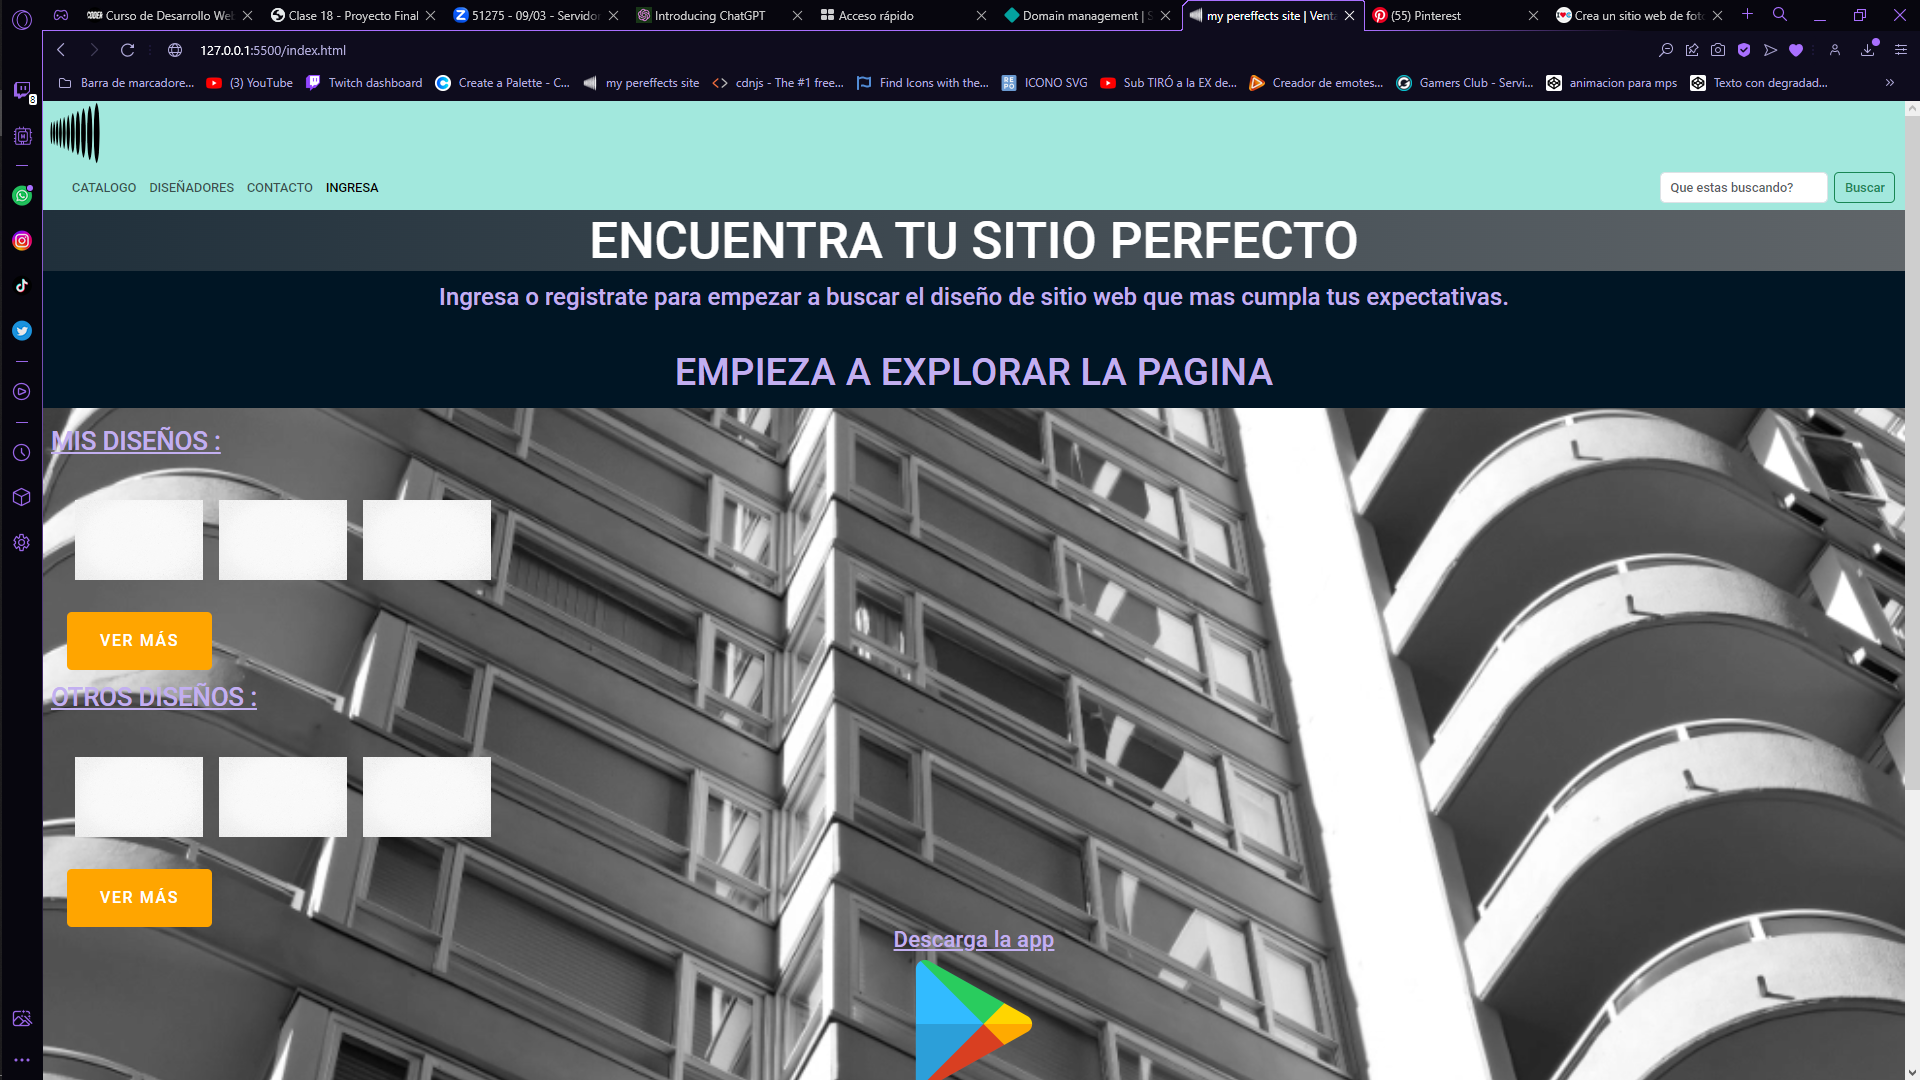 Curso de Desarrollo We
Clase 18 - Proyecto Final
51275 - 09/03 - Servidor
Introducing ChatGPT
Acceso rápido
Domain management | S
my pereffects site | Venta
(55) Pinterest
Crea un sitio web de foto
127.0.0.1:5500/index.html
Barra de marcadore...
(3) YouTube
Twitch dashboard
Create a Palette - C...
my pereffects site
cdnjs - The #1 free...
Find Icons with the...
ICONO SVG
Sub TIRÓ a la EX de...
Creador de emotes...
Gamers Club - Servi...
animacion para mps
Texto con degradad...
CATALOGO DISEÑADORES CONTACTO INGRESA
Que estas buscando? Buscar
ENCUENTRA TU SITIO PERFECTO
Ingresa o registrate para empezar a buscar el diseño de sitio web que mas cumpla tus expectativas.
EMPIEZA A EXPLORAR LA PAGINA
MIS DISEÑOS :
VER MÁS
OTROS DISEÑOS :
VER MÁS
Descarga la app